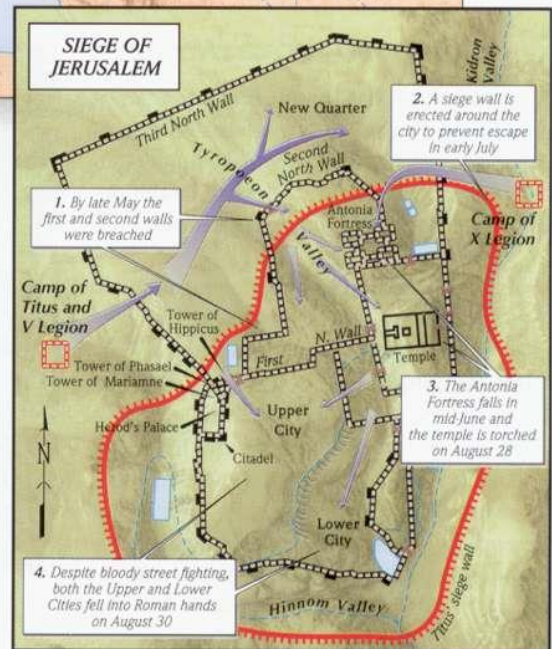 SIEGE OF
JERUSALEM
Kidron
Valley
New Quarter
Third North Wall
Tyropoeon
Valley
Second
North Wall
2. A siege wall is
erected around the
city to prevent escape
in early July
1. By late May the
first and second walls
were breached
Antonia
Fortress
Camp of
X Legion
Camp of
Titus and
V Legion
Tower of
Hippicus
First
N. Wall
Temple
Tower of Phasael
Tower of Mariamne
Upper
City
3. The Antonia
Fortress falls in
mid-June and
the temple is torched
on August 28
Herod's Palace
N
Citadel
Lower
City
4. Despite bloody street fighting,
both the Upper and Lower
Cities fell into Roman hands
on August 30
Hinnom Valley
Titus' siege wall